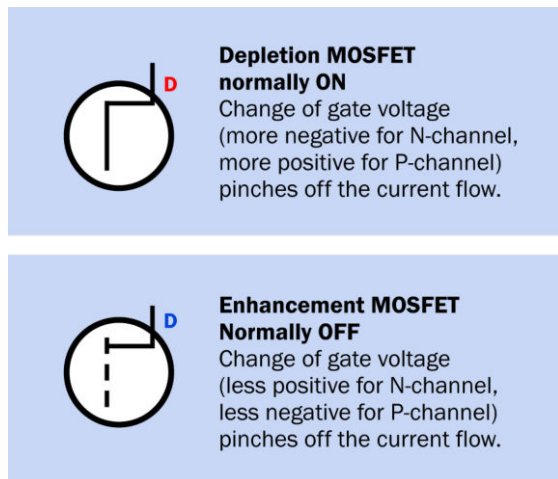 Depletion MOSFET
normally ON
D
Change of gate voltage
(more negative for N-channel,
more positive for P-channel)
pinches off the current flow.
Enhancement MOSFET
D
Normally OFF
Change of gate voltage
(less positive for N-channel,
less negative for P-channel)
pinches off the current flow.